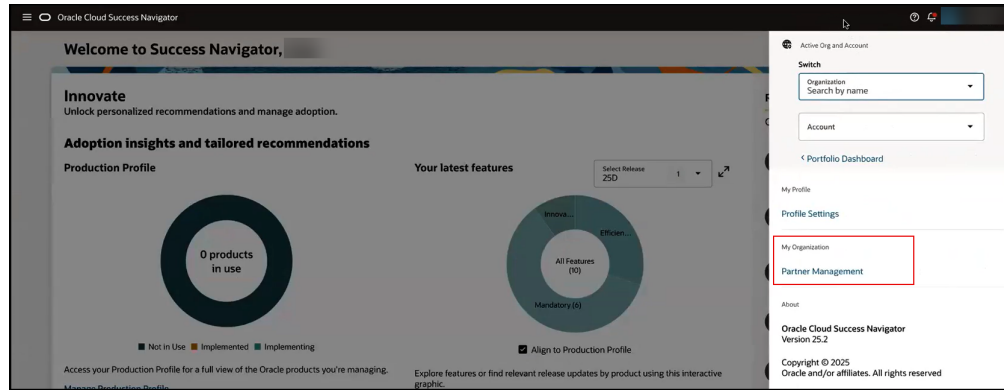 Oracle Cloud Success Navigator
Welcome to Success Navigator,
Innovate
Unlock personalized recommendations and manage adoption.
Adoption insights and tailored recommendations
Production Profile
0 products
in use
Not in Use
Implemented
Implementing
Access your Production Profile for a full view of the Oracle products you're managing.
Manage Production Profile
Your latest features
Select Release
25D
1
Innova...
Efficien...
All Features
(10)
Mandatory (6)
Align to Production Profile
Explore features or find relevant release updates by product using this interactive
graphic.
Active Org and Account
Switch
Organization
Search by name
Account
Portfolio Dashboard
My Profile
Profile Settings
My Organization
Partner Management
About
Oracle Cloud Success Navigator
Version 25.2
Copyright © 2025
Oracle and/or affiliates. All rights reserved